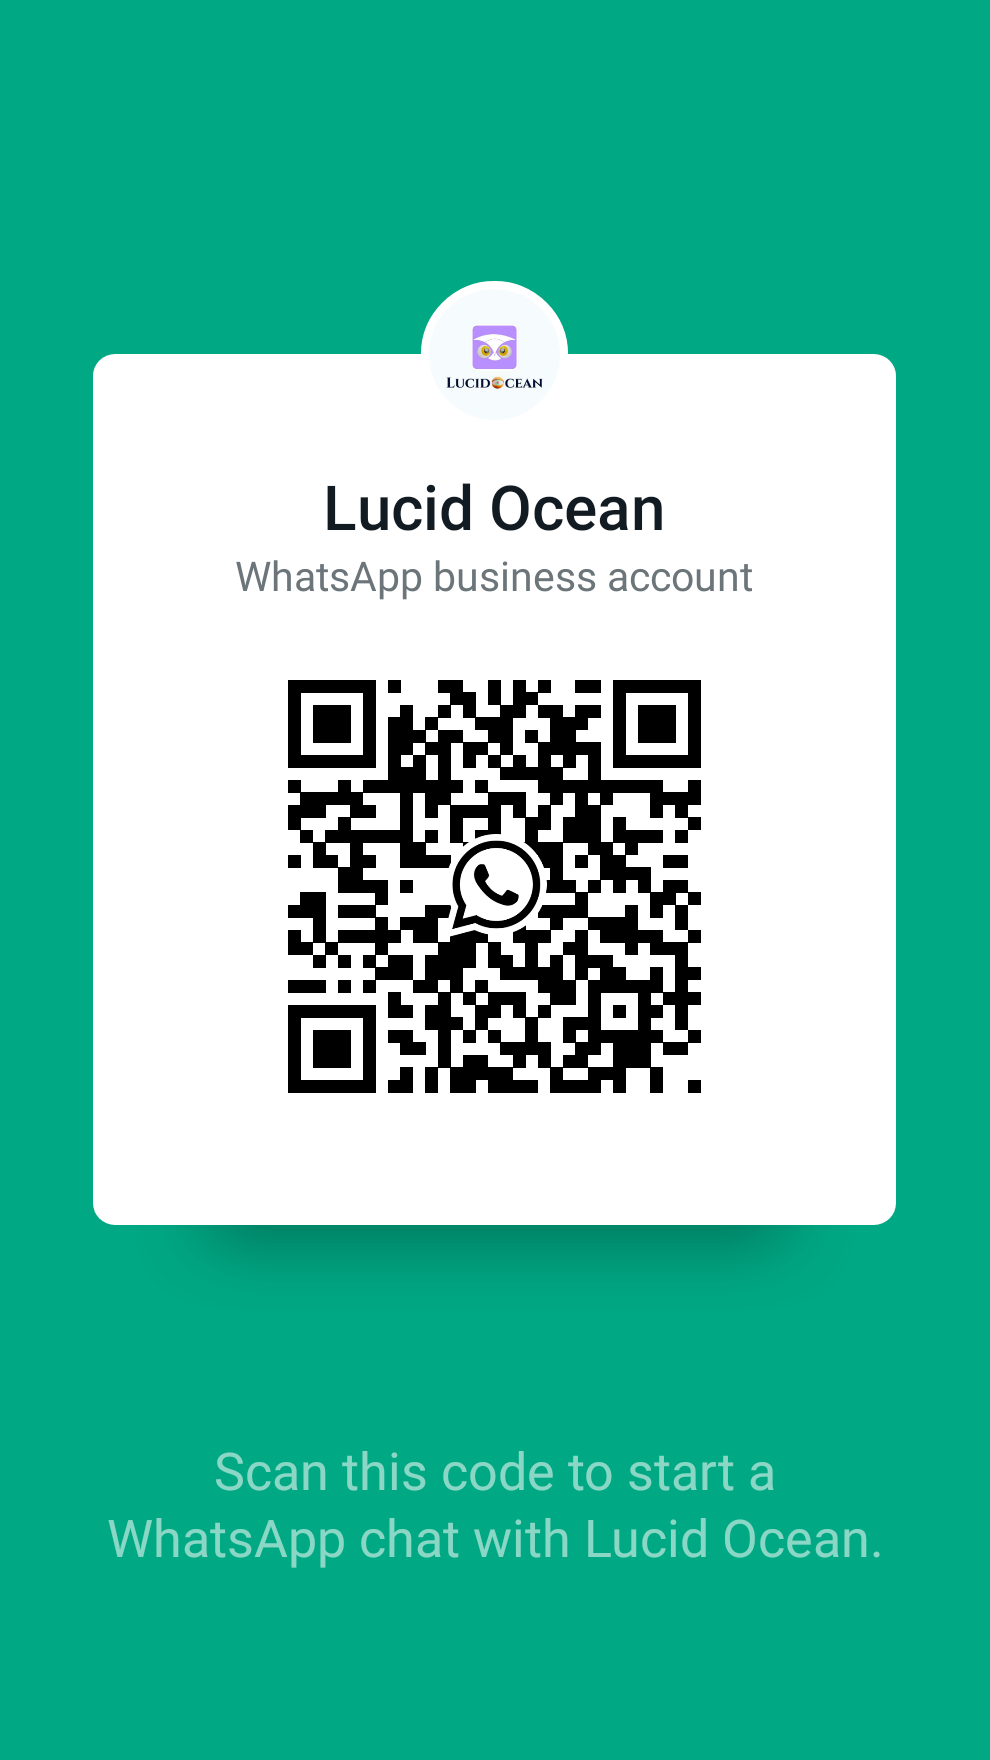 LUCIDOCEAN
Lucid Ocean
WhatsApp business account
Scan this code to start a
WhatsApp chat with Lucid Ocean.